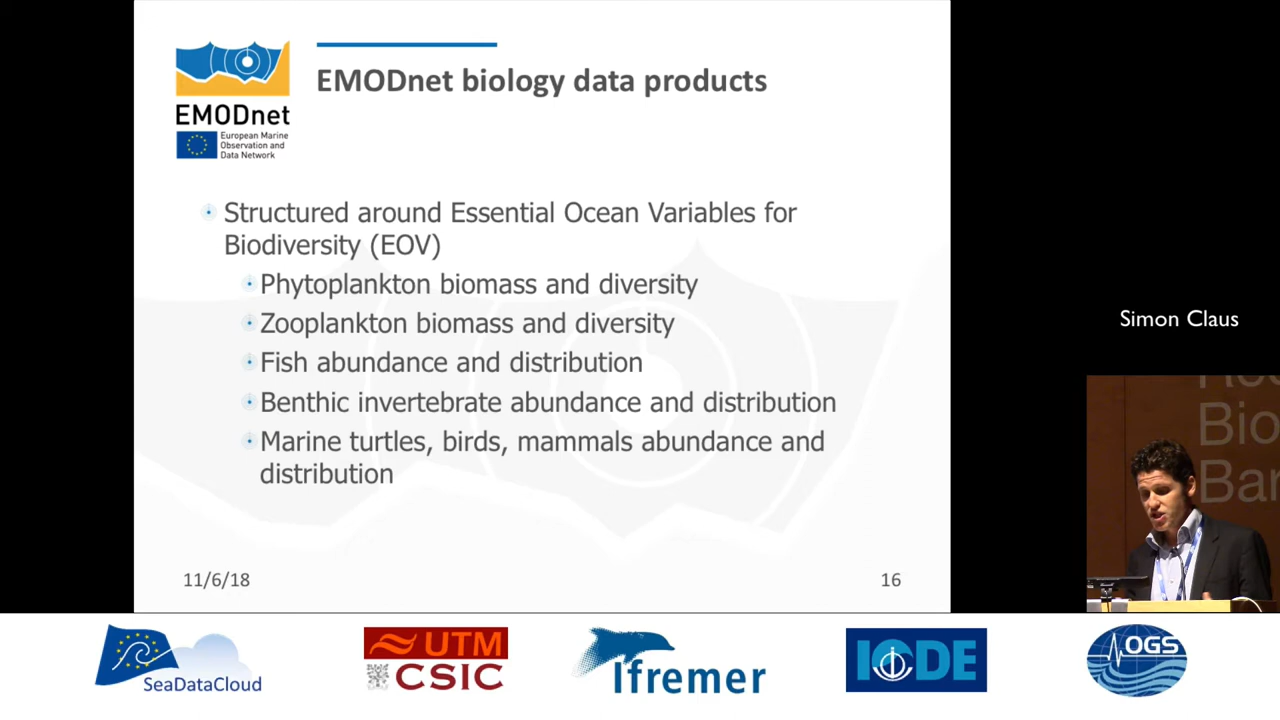 EMODnet biology data products
EMODnet
European Marine
Observation and
Data Network
Structured around Essential Ocean Variables for
Biodiversity (EOV)
Phytoplankton biomass and diversity
Zooplankton biomass and diversity
Fish abundance and distribution
Benthic invertebrate abundance and distribution
Marine turtles, birds, mammals abundance and
distribution
11/6/18
16
Simon Claus
Bio
Bar
SeaDataCloud
UTM
CSIC
Ifremer
IODE
OGS